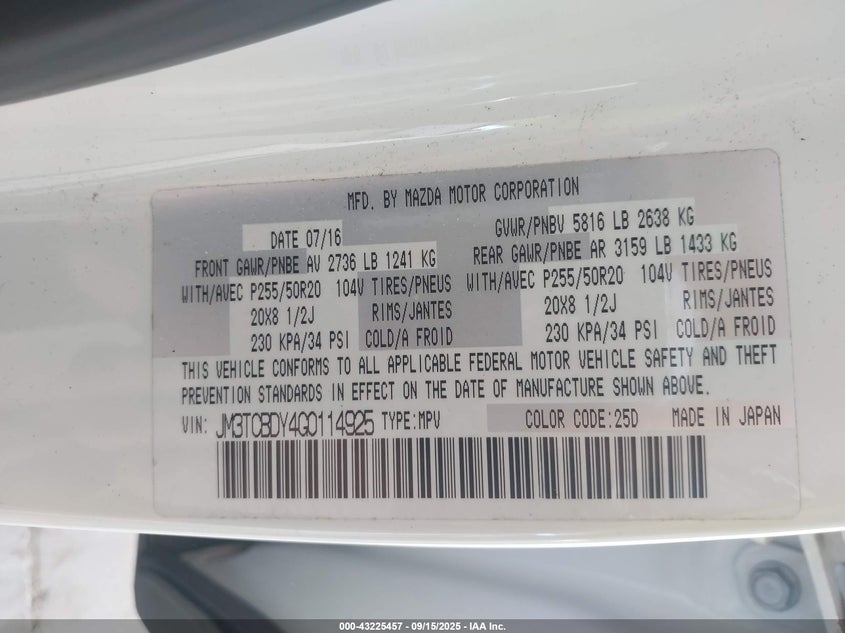 MFD. BY MAZDA MOTOR CORPORATION
DATE 07/16 GVWR/PNBV 5816 LB 2638 KG
FRONT GAWR/PNBE AV 2736 LB 1241 KG REAR GAWR/PNBE AR 3159 LB 1433 KG
WITH/AVEC P255/50R20 104V TIRES/PNEUS WITH/AVEC P255/50R20 104V TIRES/PNEUS
20X8 1/2J RIMS/JANTES 20X8 1/2J RIMS/JANTES
230 KPA/34 PSI COLD/A FROID 230 KPA/34 PSI COLD/A FROID
THIS VEHICLE CONFORMS TO ALL APPLICABLE FEDERAL MOTOR VEHICLE SAFETY AND THEFT
PREVENTION STANDARDS IN EFFECT ON THE DATE OF MANUFACTURE SHOWN ABOVE.
VIN: JM3TCBDY4G0114925 TYPE:MPV COLOR CODE:25D MADE IN JAPAN
000-43225457 - 09/15/2025 - IAA Inc.